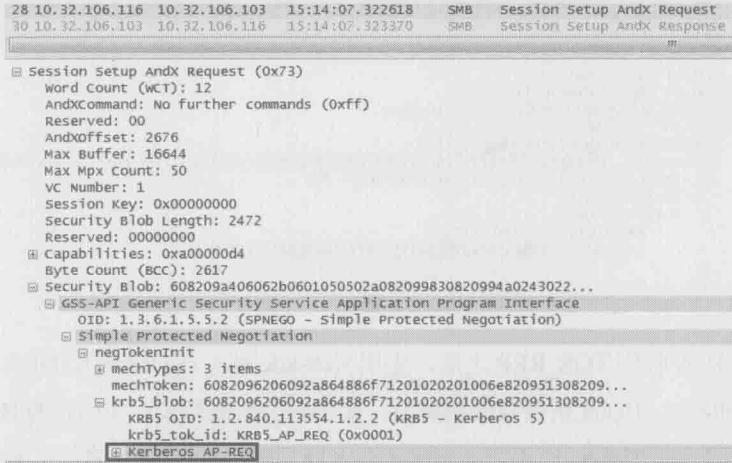 28 10.32.106.116 10.32.106.103 15:14:07.322618 SMB Session Setup AndX Request
30 10.32.106.103 10.32.106.116 15:14:07.323370 SMB Session Setup AndX Response
Session Setup AndX Request (0x73)
Word Count (WCT): 12
AndXCommand: No further commands (0xff)
Reserved: 00
AndXOffset: 2676
Max Buffer: 16644
Max Mpx Count: 50
VC Number: 1
Session Key: 0x00000000
Security Blob Length: 2472
Reserved: 00000000
Capabilities: 0xa00000d4
Byte Count (BCC): 2617
Security Blob: 608209a406062b0601050502a082099830820994a0243022...
GSS-API Generic Security Service Application Program Interface
OID: 1.3.6.1.5.5.2 (SPNEGO - Simple Protected Negotiation)
Simple Protected Negotiation
negTokenInit
mechTypes: 3 items
mechToken: 6082096206092a864886f71201020201006e820951308209...
krb5_blob: 6082096206092a864886f71201020201006e820951308209...
KRB5 OID: 1.2.840.113554.1.2.2 (KRB5 - Kerberos 5)
krb5_tok_id: KRB5_AP_REQ (0x0001)
Kerberos AP-REQ